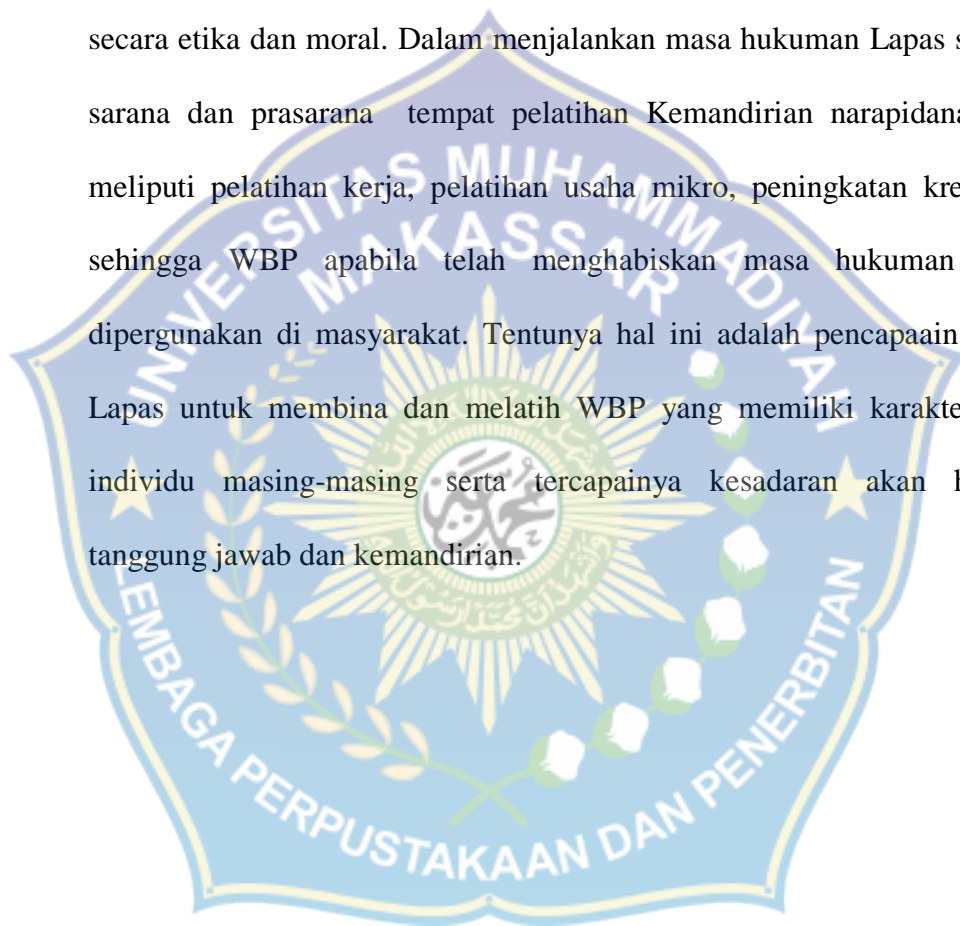 secara etika dan moral. Dalam menjalankan masa hukuman Lapas
sarana dan prasarana tempat pelatihan Kemandirian narapidana
meliputi pelatihan kerja, pelatihan usaha mikro, peningkatan
sehingga WBP apabila telah menghabiskan masa hukuman
dipergunakan di masyarakat. Tentunya hal ini adalah pencapaain
Lapas untuk membina dan melatih WBP yang memiliki
individu masing-masing serta tercapainya kesadaran akan
tanggung jawab dan kemandirian.
UNIVERSITAS MUHAMMADIYAH
MAKASSAR
LEMBAGA PERPUSTAKAAN DAN PENERBITAN